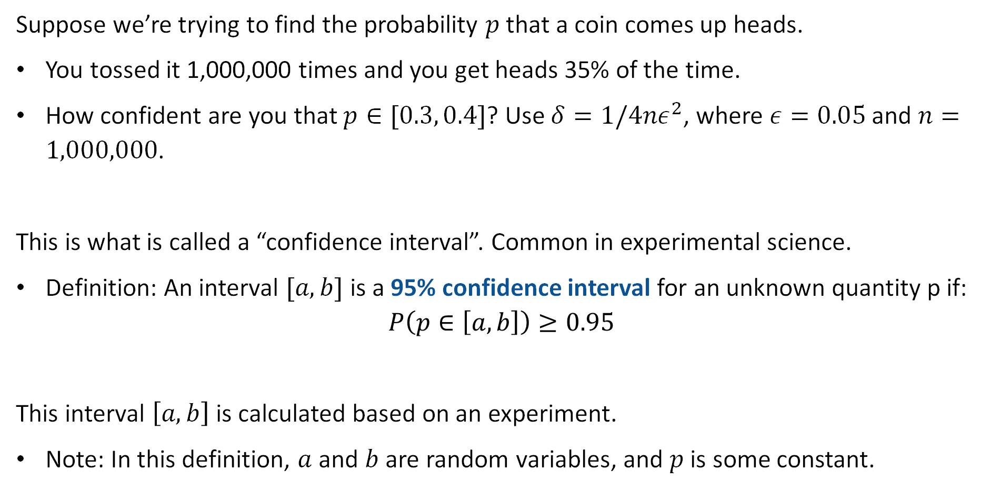 Suppose we’re trying to find the probability p that a coin comes up heads.
• You tossed it 1,000,000 times and you get heads 35% of the time.
• How confident are you that p ∈ [0.3, 0.4]? Use δ = 1/4nϵ², where ϵ = 0.05 and n =
1,000,000.
This is what is called a “confidence interval”. Common in experimental science.
• Definition: An interval [a, b] is a 95% confidence interval for an unknown quantity p if:
P(p ∈ [a, b]) ≥ 0.95
This interval [a, b] is calculated based on an experiment.
• Note: In this definition, a and b are random variables, and p is some constant.